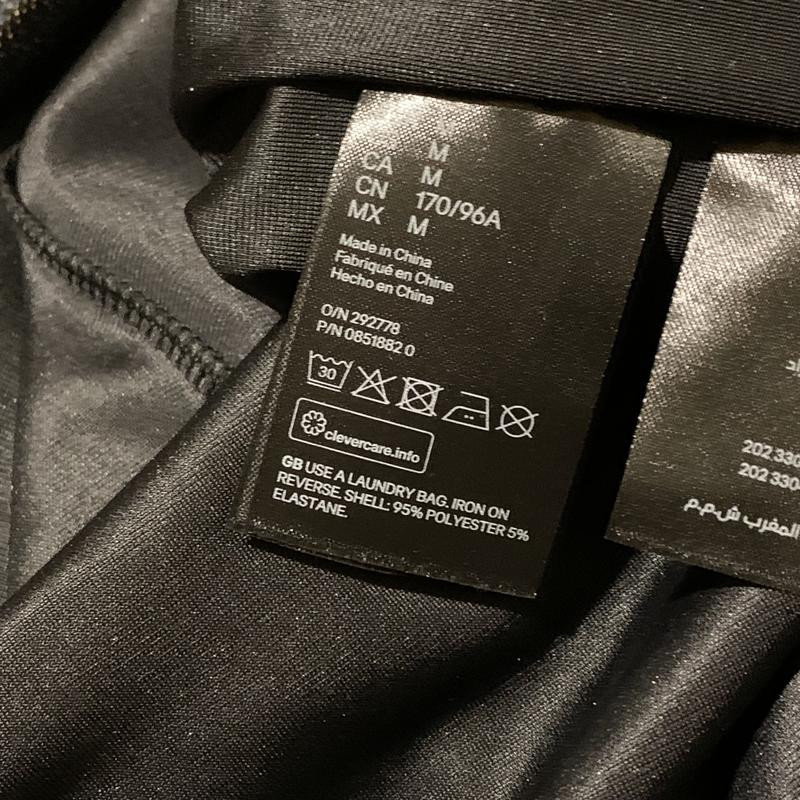 M
CA M
CN 170/96A
MX M
Made in China
Fabriqué en Chine
Hecho en China
O/N 292778
P/N 0851882 0
30
clevercare.info
GB USE A LAUNDRY BAG. IRON ON
REVERSE. SHELL: 95% POLYESTER 5%
ELASTANE.
202 330
202 330
المغرب ش.م.م